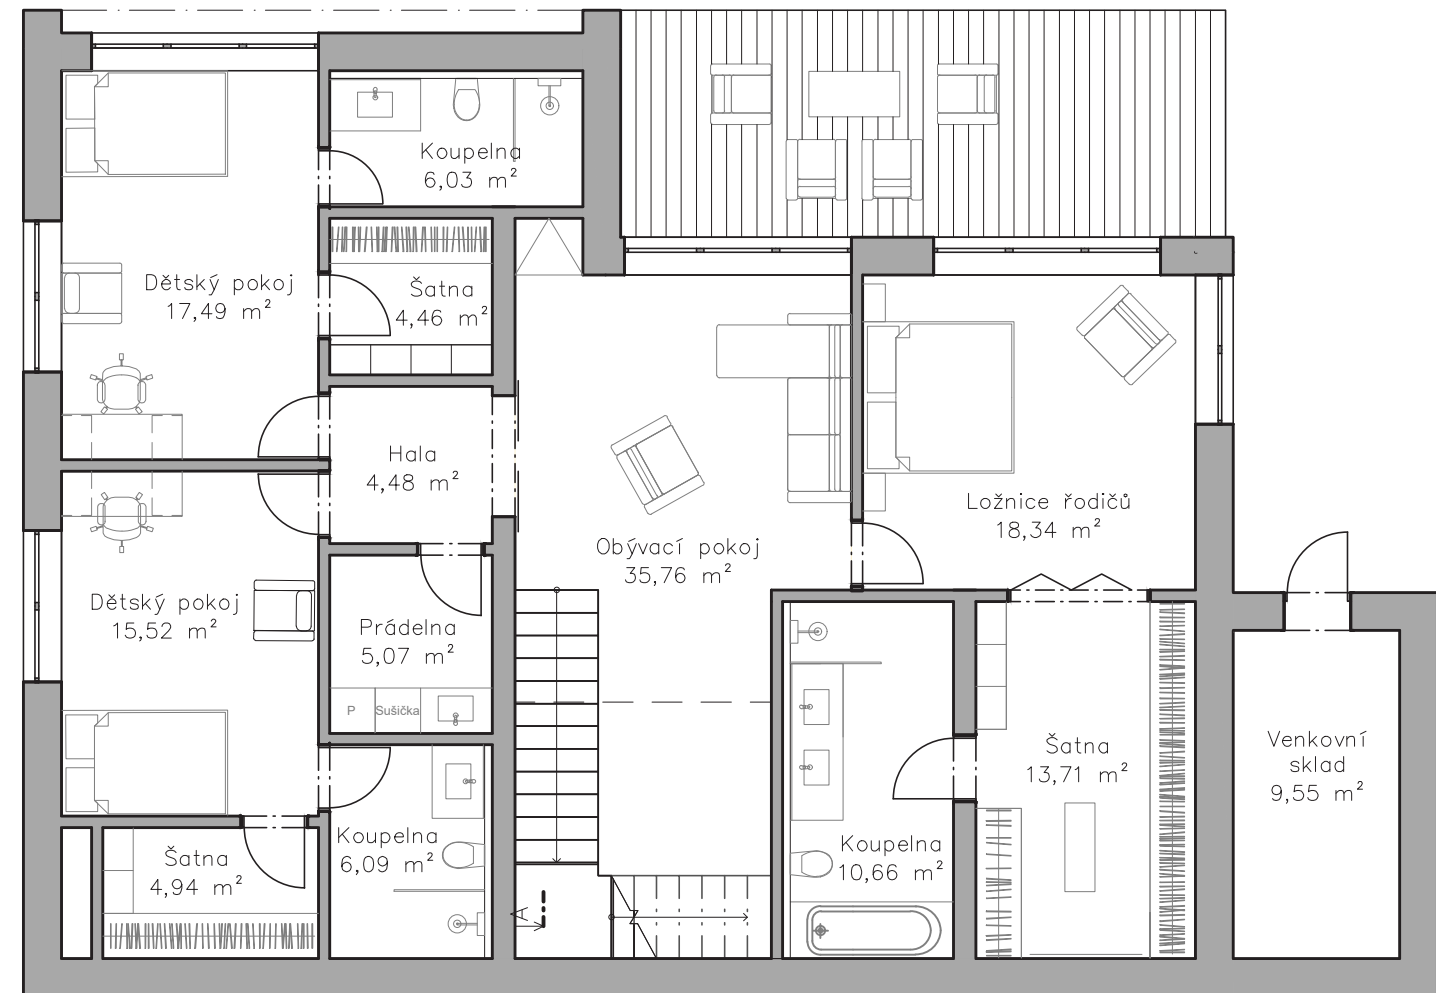 Koupelna
6,03 m²
Dětský pokoj
17,49 m²
Šatna
4,46 m²
Hala
4,48 m²
Ložnice řodičů
18,34 m²
Obývací pokoj
35,76 m²
Dětský pokoj
15,52 m²
Prádelna
5,07 m²
P
Sušička
Šatna
13,71 m²
Venkovní
sklad
9,55 m²
Koupelna
6,09 m²
Koupelna
10,66 m²
Šatna
4,94 m²
A